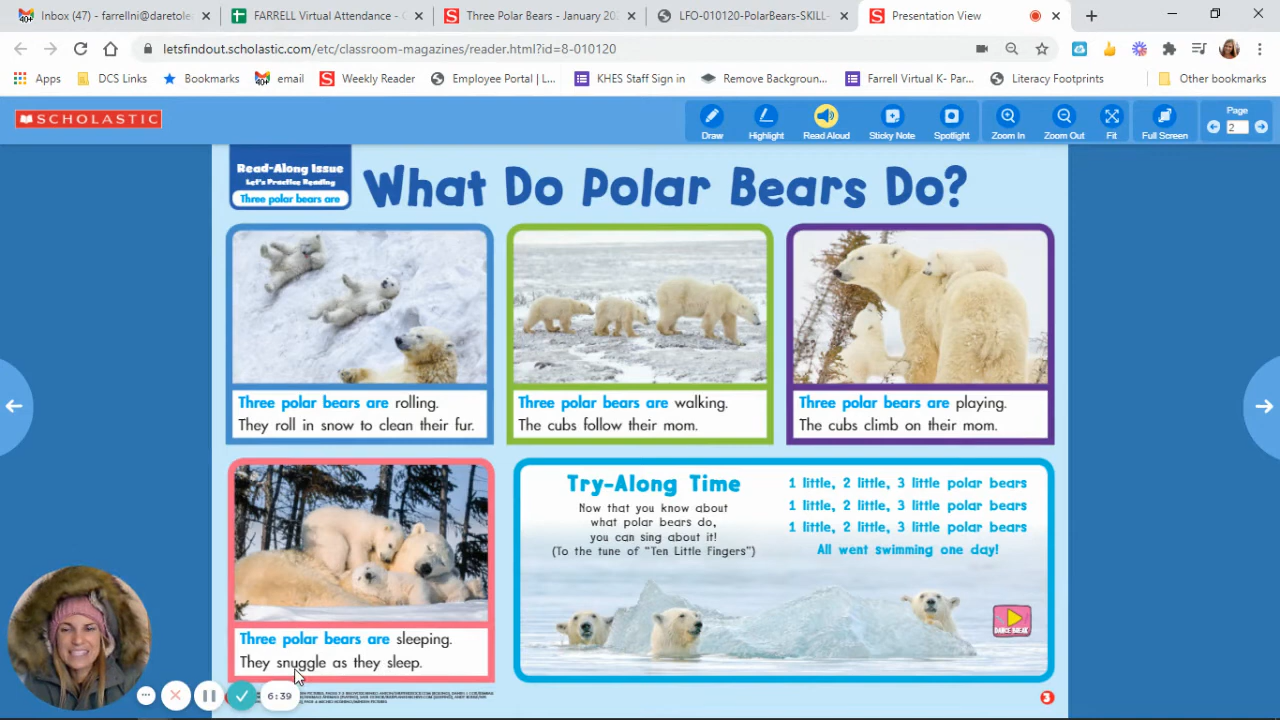 Inbox (47) - farrellni@daretole
FARRELL Virtual Attendance - G
Three Polar Bears - January 202
LFO-010120-PolarBears-SKILL-
Presentation View
letsfindout.scholastic.com/etc/classroom-magazines/reader.html?id=8-010120
Apps
DCS Links
Bookmarks
email
Weekly Reader
Employee Portal | L...
KHES Staff Sign in
Remove Backgroun...
Farrell Virtual K- Par...
Literacy Footprints
Other bookmarks
SCHOLASTIC
Draw
Highlight
Read Aloud
Sticky Note
Spotlight
Zoom In
Zoom Out
Fit
Full Screen
Page
2
Read-Along Issue
Let's Practice Reading
Three polar bears are
What Do Polar Bears Do?
Three polar bears are rolling.
They roll in snow to clean their fur.
Three polar bears are walking.
The cubs follow their mom.
Three polar bears are playing.
The cubs climb on their mom.
Three polar bears are sleeping.
They snuggle as they sleep.
Try-Along Time
Now that you know about
what polar bears do,
you can sing about it!
(To the tune of "Ten Little Fingers")
1 little, 2 little, 3 little polar bears
1 little, 2 little, 3 little polar bears
1 little, 2 little, 3 little polar bears
All went swimming one day!
DANCE BREAK
6:39
3